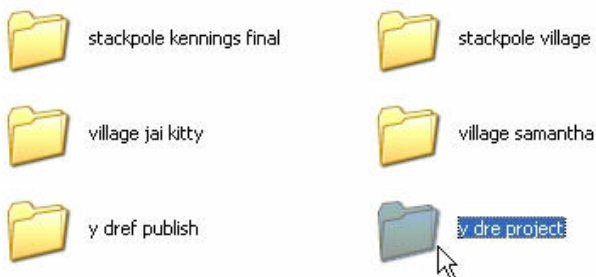 stackpole kennings final
stackpole village
village jai kitty
village samantha
y dref publish
y dre project